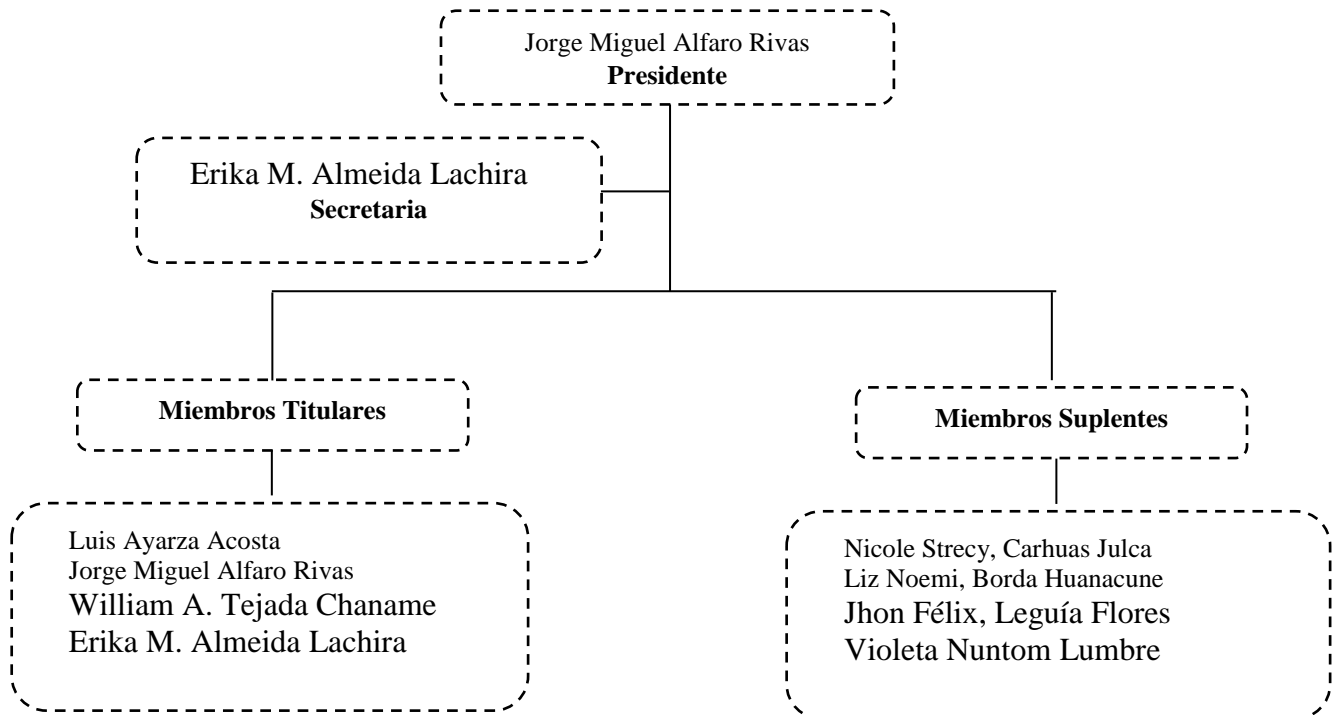 Jorge Miguel Alfaro Rivas
Presidente
Erika M. Almeida Lachira
Secretaria
Miembros Titulares
Miembros Suplentes
Luis Ayarza Acosta
Jorge Miguel Alfaro Rivas
William A. Tejada Chaname
Erika M. Almeida Lachira
Nicole Strecy, Carhuas Julca
Liz Noemi, Borda Huanacune
Jhon Félix, Leguía Flores
Violeta Nuntom Lumbre